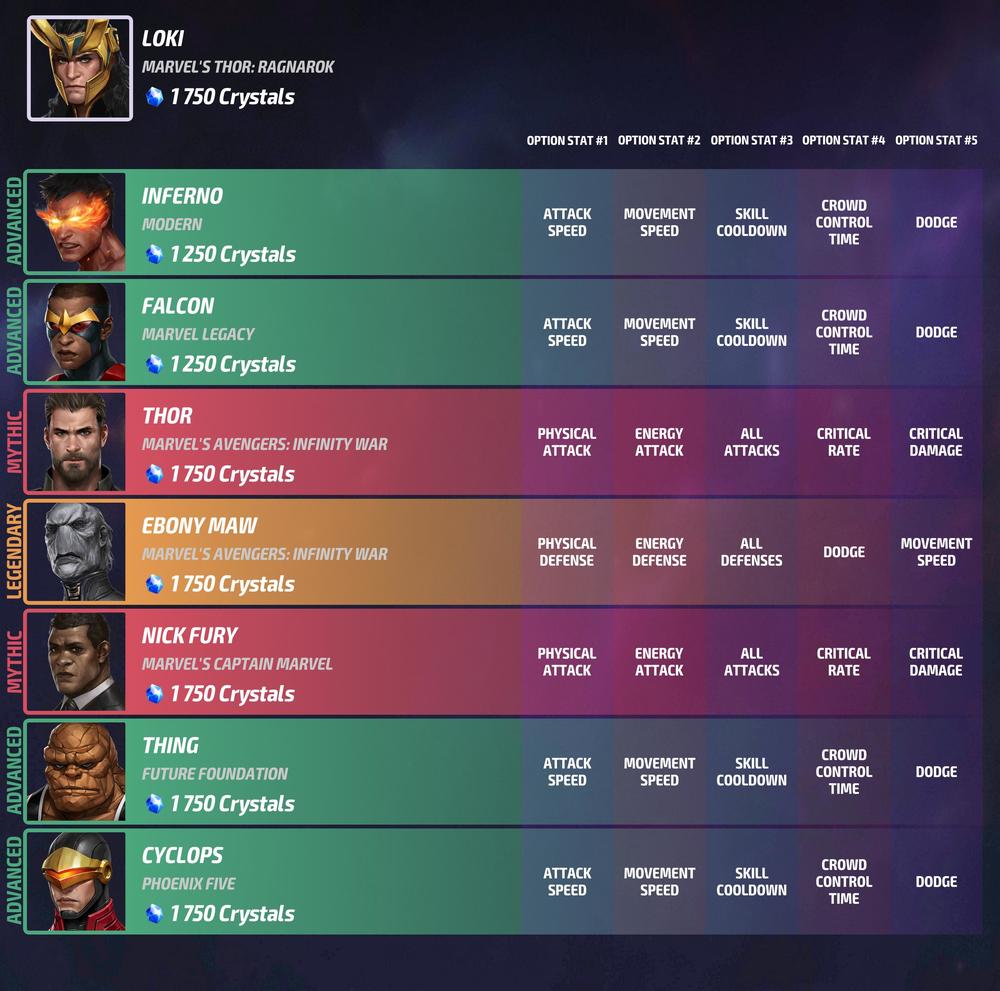 LOKI
MARVEL'S THOR: RAGNAROK
1 750 Crystals
OPTION STAT #1 OPTION STAT #2 OPTION STAT #3 OPTION STAT #4 OPTION STAT #5
ADVANCED
INFERNO
MODERN
1 250 Crystals
ATTACK
SPEED
MOVEMENT
SPEED
SKILL
COOLDOWN
CROWD
CONTROL
TIME
DODGE
ADVANCED
FALCON
MARVEL LEGACY
1 250 Crystals
ATTACK
SPEED
MOVEMENT
SPEED
SKILL
COOLDOWN
CROWD
CONTROL
TIME
DODGE
MYTHIC
THOR
MARVEL'S AVENGERS: INFINITY WAR
1 750 Crystals
PHYSICAL
ATTACK
ENERGY
ATTACK
ALL
ATTACKS
CRITICAL
RATE
CRITICAL
DAMAGE
LEGENDARY
EBONY MAW
MARVEL'S AVENGERS: INFINITY WAR
1 750 Crystals
PHYSICAL
DEFENSE
ENERGY
DEFENSE
ALL
DEFENSES
DODGE
MOVEMENT
SPEED
MYTHIC
NICK FURY
MARVEL'S CAPTAIN MARVEL
1 750 Crystals
PHYSICAL
ATTACK
ENERGY
ATTACK
ALL
ATTACKS
CRITICAL
RATE
CRITICAL
DAMAGE
ADVANCED
THING
FUTURE FOUNDATION
1 750 Crystals
ATTACK
SPEED
MOVEMENT
SPEED
SKILL
COOLDOWN
CROWD
CONTROL
TIME
DODGE
ADVANCED
CYCLOPS
PHOENIX FIVE
1 750 Crystals
ATTACK
SPEED
MOVEMENT
SPEED
SKILL
COOLDOWN
CROWD
CONTROL
TIME
DODGE